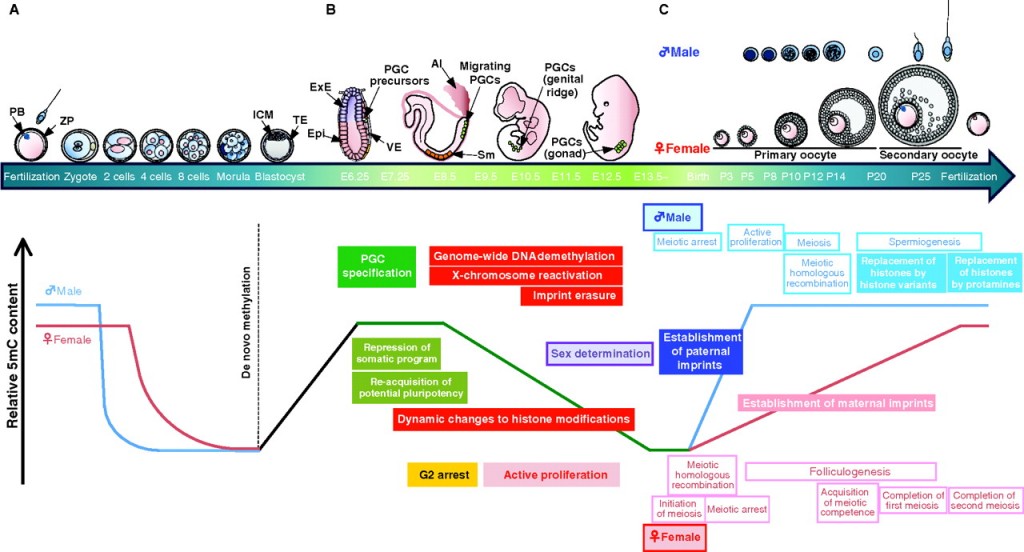 A
B
C
PB
ZP
ICM
TE
ExE
Epi
PGC
precursors
VE
Al
Migrating
PGCs
Sm
PGCs
(genital
ridge)
PGCs
(gonad)
♂Male
♀Female
Primary oocyte
Secondary oocyte
Fertilization Zygote 2 cells 4 cells 8 cells Morula Blastocyst E6.25 E7.25 E8.5 E9.5 E10.5 E11.5 E12.5 E13.5~ Birth P3 P5 P8 P10 P12 P14 P20 P25 Fertilization
Relative 5mC content
♂Male
♀Female
De novo methylation
PGC
specification
Genome-wide DNA demethylation
X-chromosome reactivation
Imprint erasure
Repression of
somatic program
Re-acquisition of
potential pluripotency
Dynamic changes to histone modifications
G2 arrest
Active proliferation
Sex determination
♂Male
Meiotic arrest
Active
proliferation
Meiosis
Meiotic
homologous
recombination
Spermiogenesis
Replacement of
histones by
histone variants
Replacement
of histones
by protamines
Establishment
of paternal
imprints
Establishment of maternal imprints
Meiotic
homologous
recombination
Folliculogenesis
Initiation
of meiosis
Meiotic arrest
Acquisition
of meiotic
competence
Completion of
first meiosis
Completion of
second meiosis
♀Female